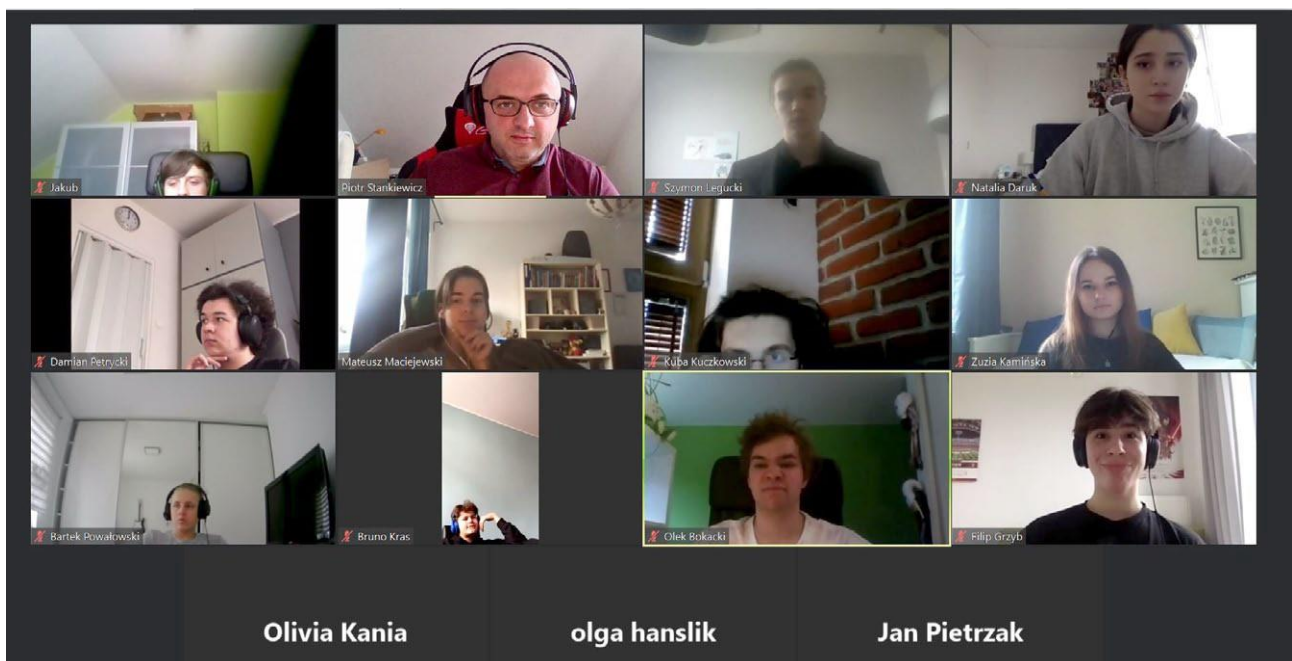 Jakub
Piotr Stankiewicz
Szymon Legucki
Natalia Daruk
Damian Petrycki
Mateusz Maciejewski
Kuba Kuczkowski
Zuzia Kamińska
Bartek Powałowski
Bruno Kras
Olek Bokacki
Filip Grzyb
Olivia Kania
olga hanslik
Jan Pietrzak